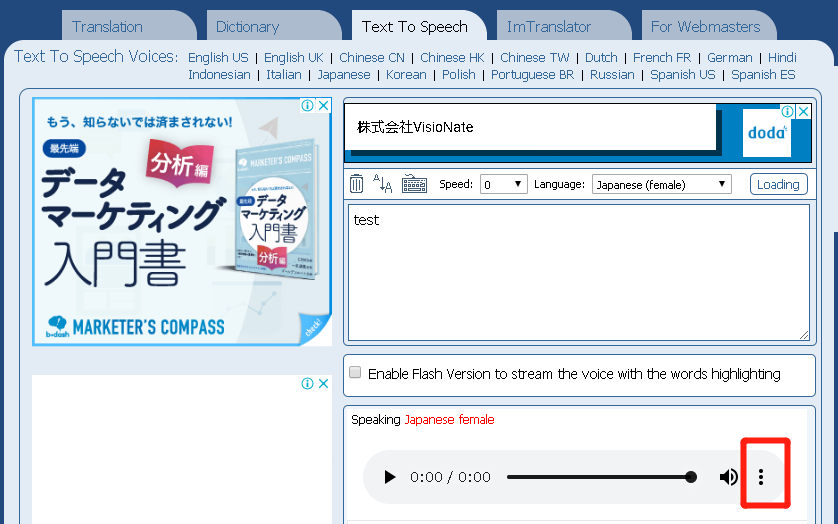 Translation
Dictionary
Text To Speech
ImTranslator
For Webmasters
Text To Speech Voices:
English US | English UK | Chinese CN | Chinese HK | Chinese TW | Dutch | French FR | German | Hindi
Indonesian | Italian | Japanese | Korean | Polish | Portuguese BR | Russian | Spanish US | Spanish ES
もう、知らないでは済まされない!
最先端
分析編
データ
マーケティング
入門書
MARKETER'S COMPASS
最先端
データ
マーケティング
入門書
分析編
b→dash
MARKETER'S COMPASS
check!
株式会社VisioNate
doda
Speed:
0
Language:
Japanese (female)
Loading
test
Enable Flash Version to stream the voice with the words highlighting
Speaking Japanese female
0:00 / 0:00